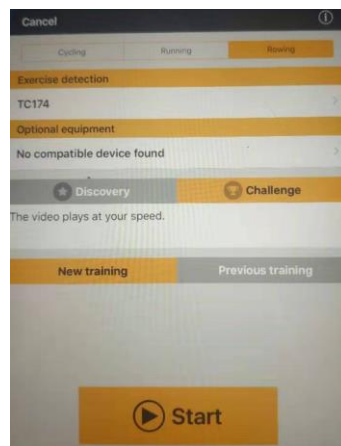 Cancel
Cycling Running Rowing
Exercise detection
TC174
Optional equipment
No compatible device found
Discovery Challenge
The video plays at your speed.
New training Previous training
Start